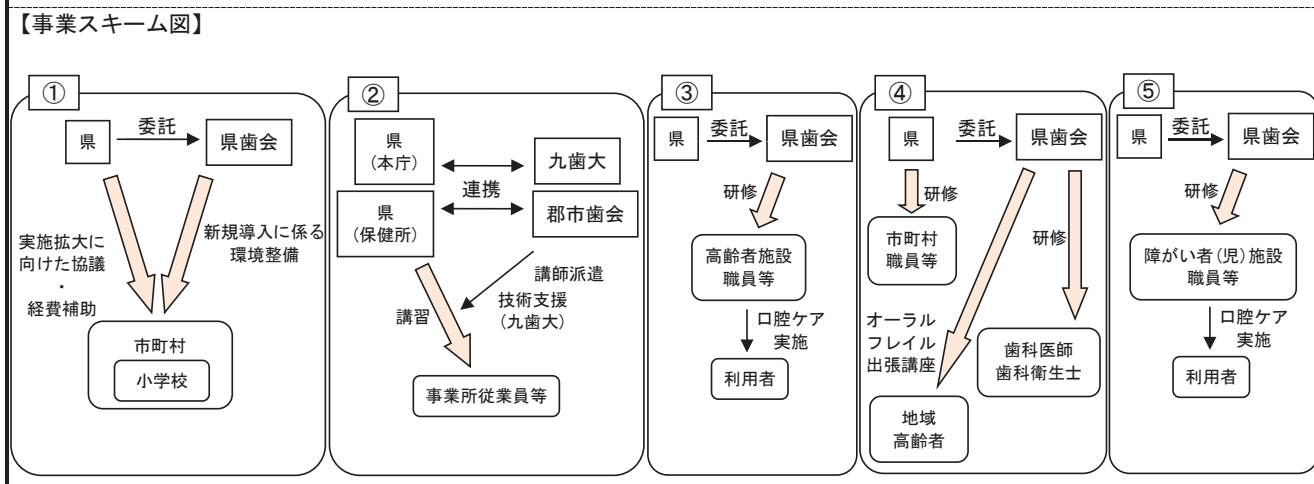 【事業スキーム図】
①
県
委託
県歯会
実施拡大に
向けた協議
・
経費補助
新規導入に係る
環境整備
市町村
小学校
②
県
(本庁)
九歯大
連携
県
(保健所)
郡市歯会
講師派遣
技術支援
(九歯大)
講習
事業所従業員等
③
県
委託
県歯会
研修
高齢者施設
職員等
口腔ケア
実施
利用者
④
県
委託
県歯会
研修
市町村
職員等
研修
オーラル
フレイル
出張講座
歯科医師
歯科衛生士
地域
高齢者
⑤
県
委託
県歯会
研修
障がい者(児)施設
職員等
口腔ケア
実施
利用者